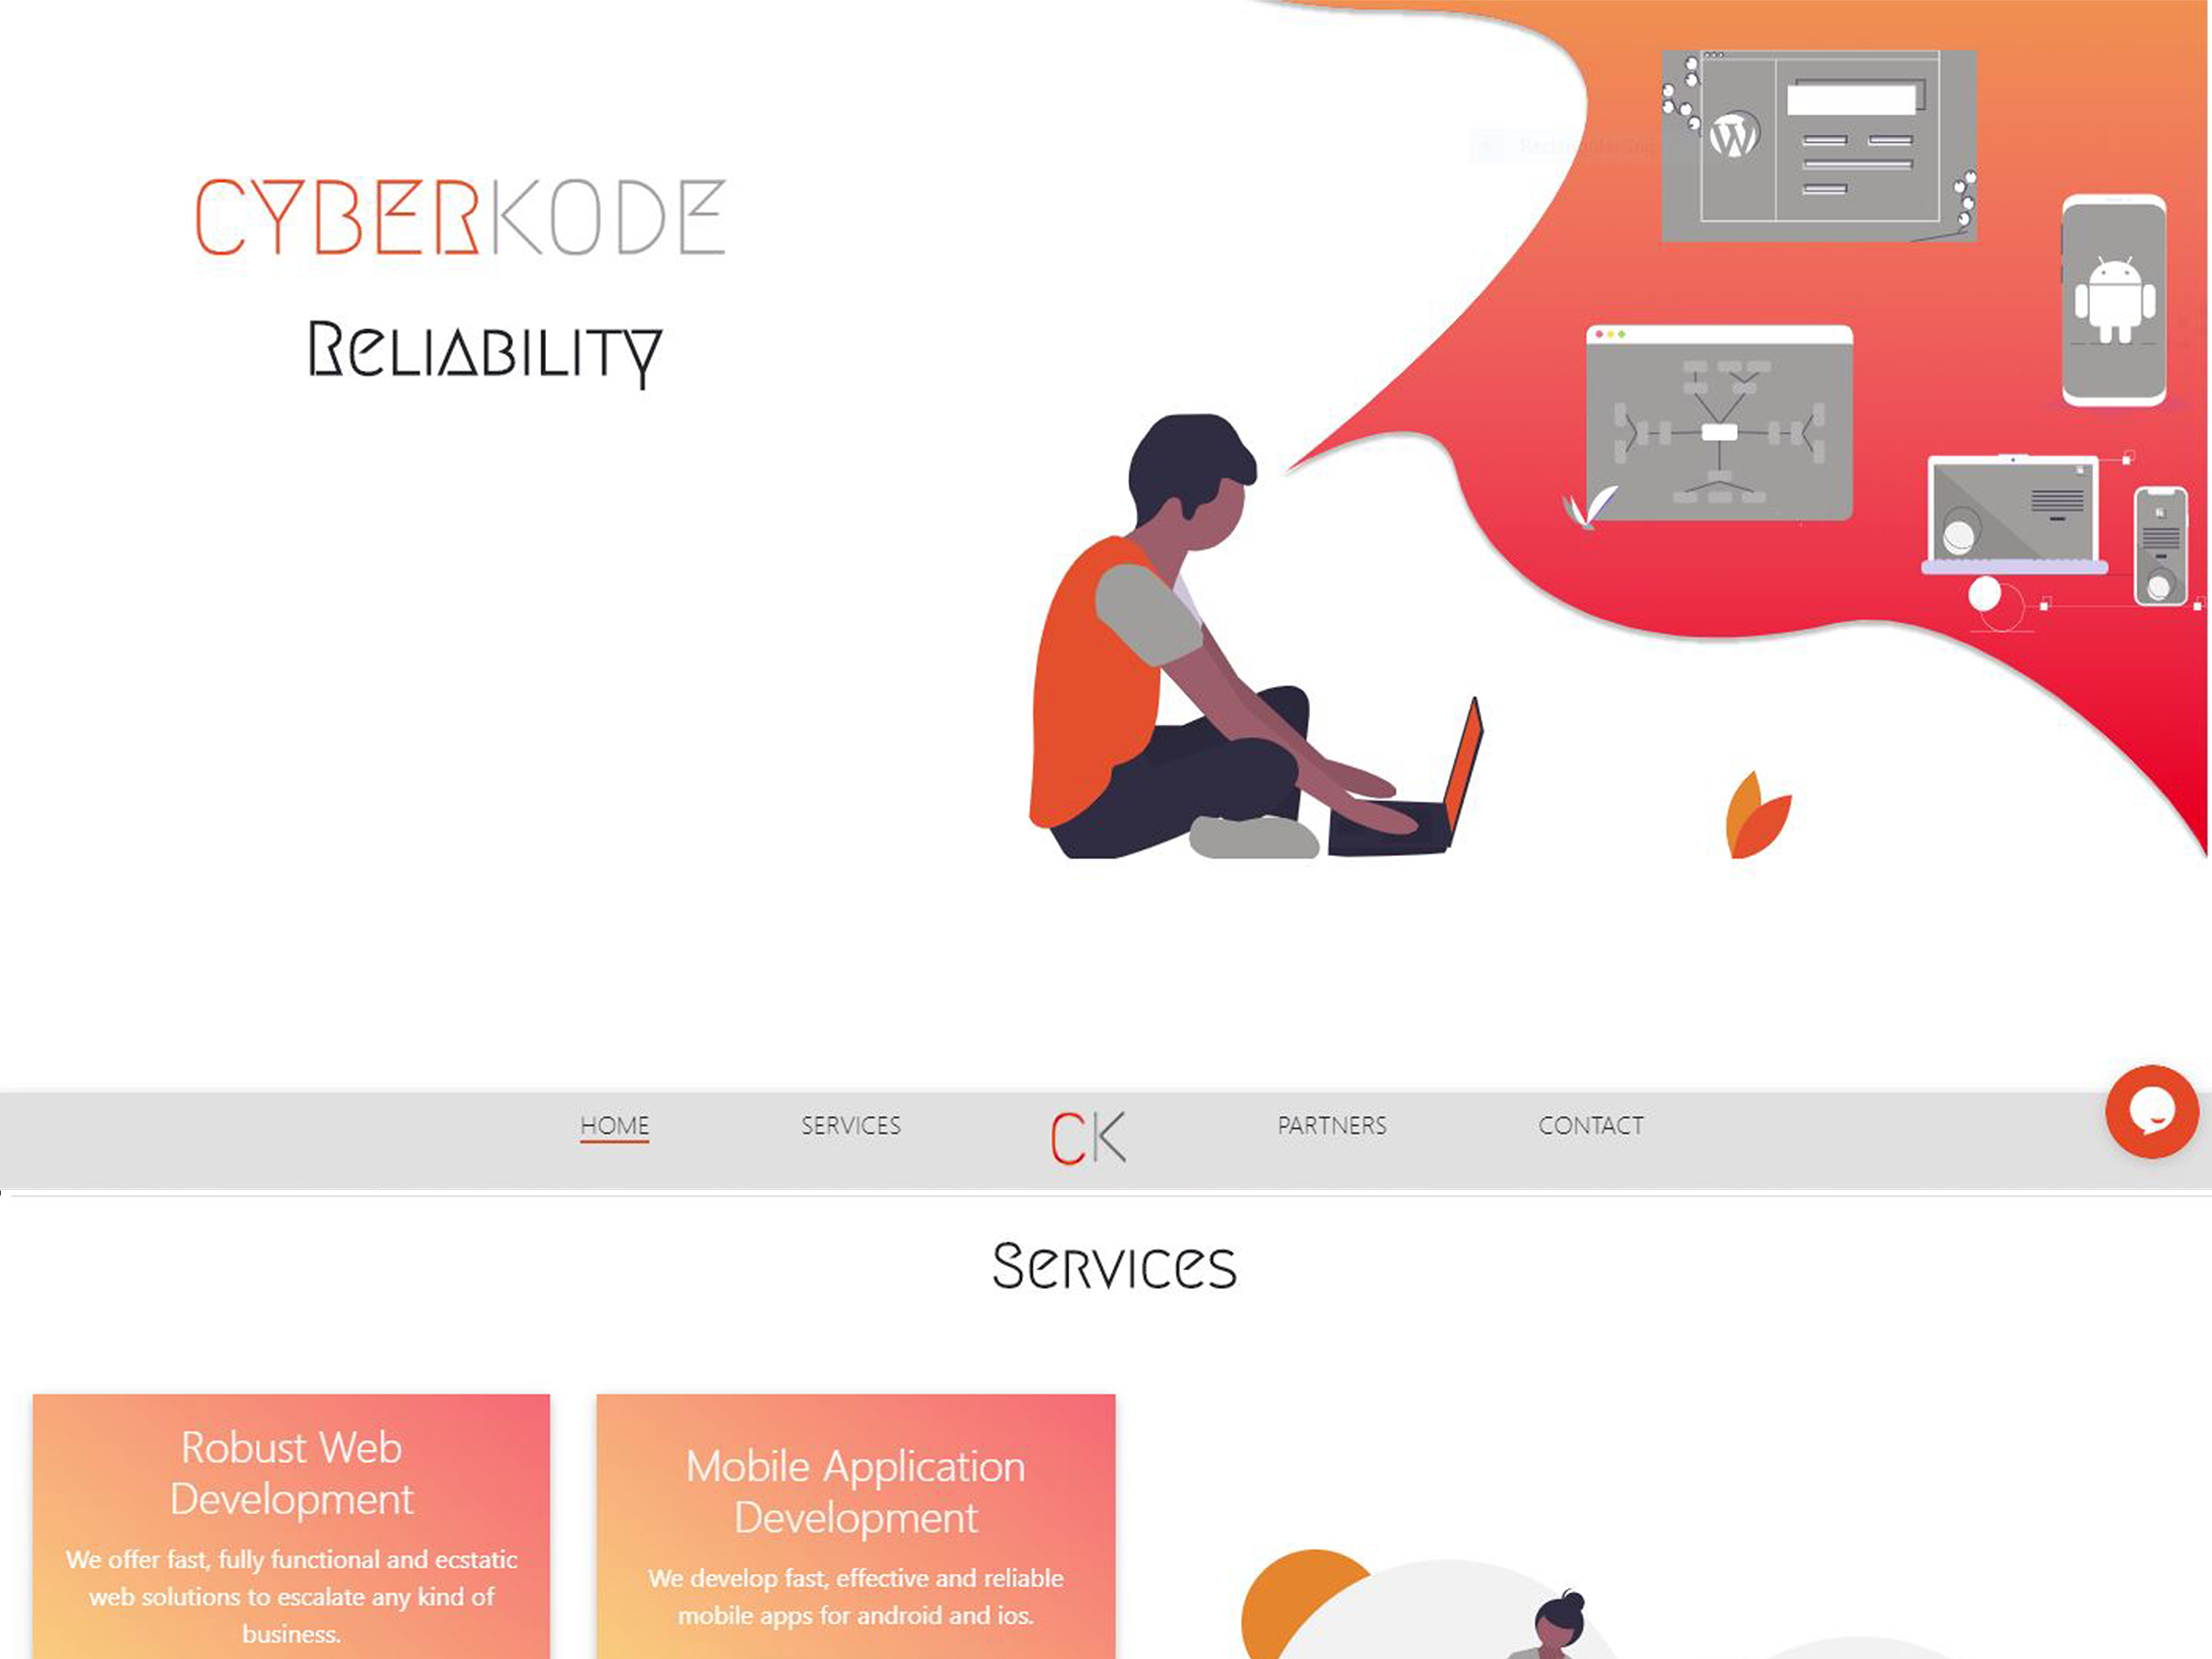 CYBERKODE
Reliability
HOME
SERVICES
CK
PARTNERS
CONTACT
Services
Robust Web
Development
We offer fast, fully functional and ecstatic
web solutions to escalate any kind of
business.
Mobile Application
Development
We develop fast, effective and reliable
mobile apps for android and ios.